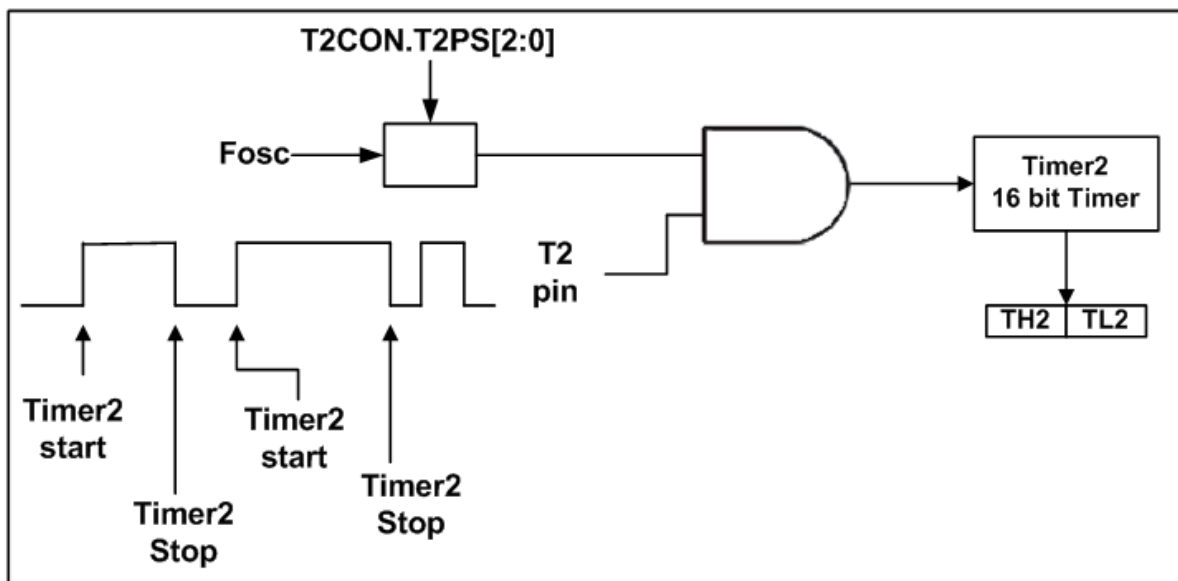 T2CON.T2PS[2:0]
Fosc
Timer2
16 bit Timer
T2
pin
TH2 TL2
Timer2
start
Timer2
start
Timer2
Stop
Timer2
Stop